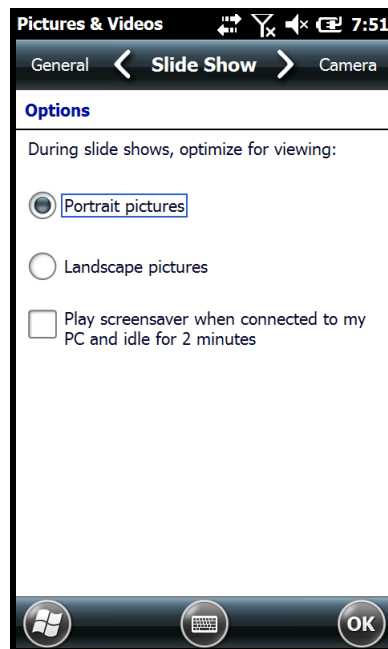 Pictures & Videos 7:51
General Slide Show Camera
Options
During slide shows, optimize for viewing:
Portrait pictures
Landscape pictures
Play screensaver when connected to my
PC and idle for 2 minutes
OK